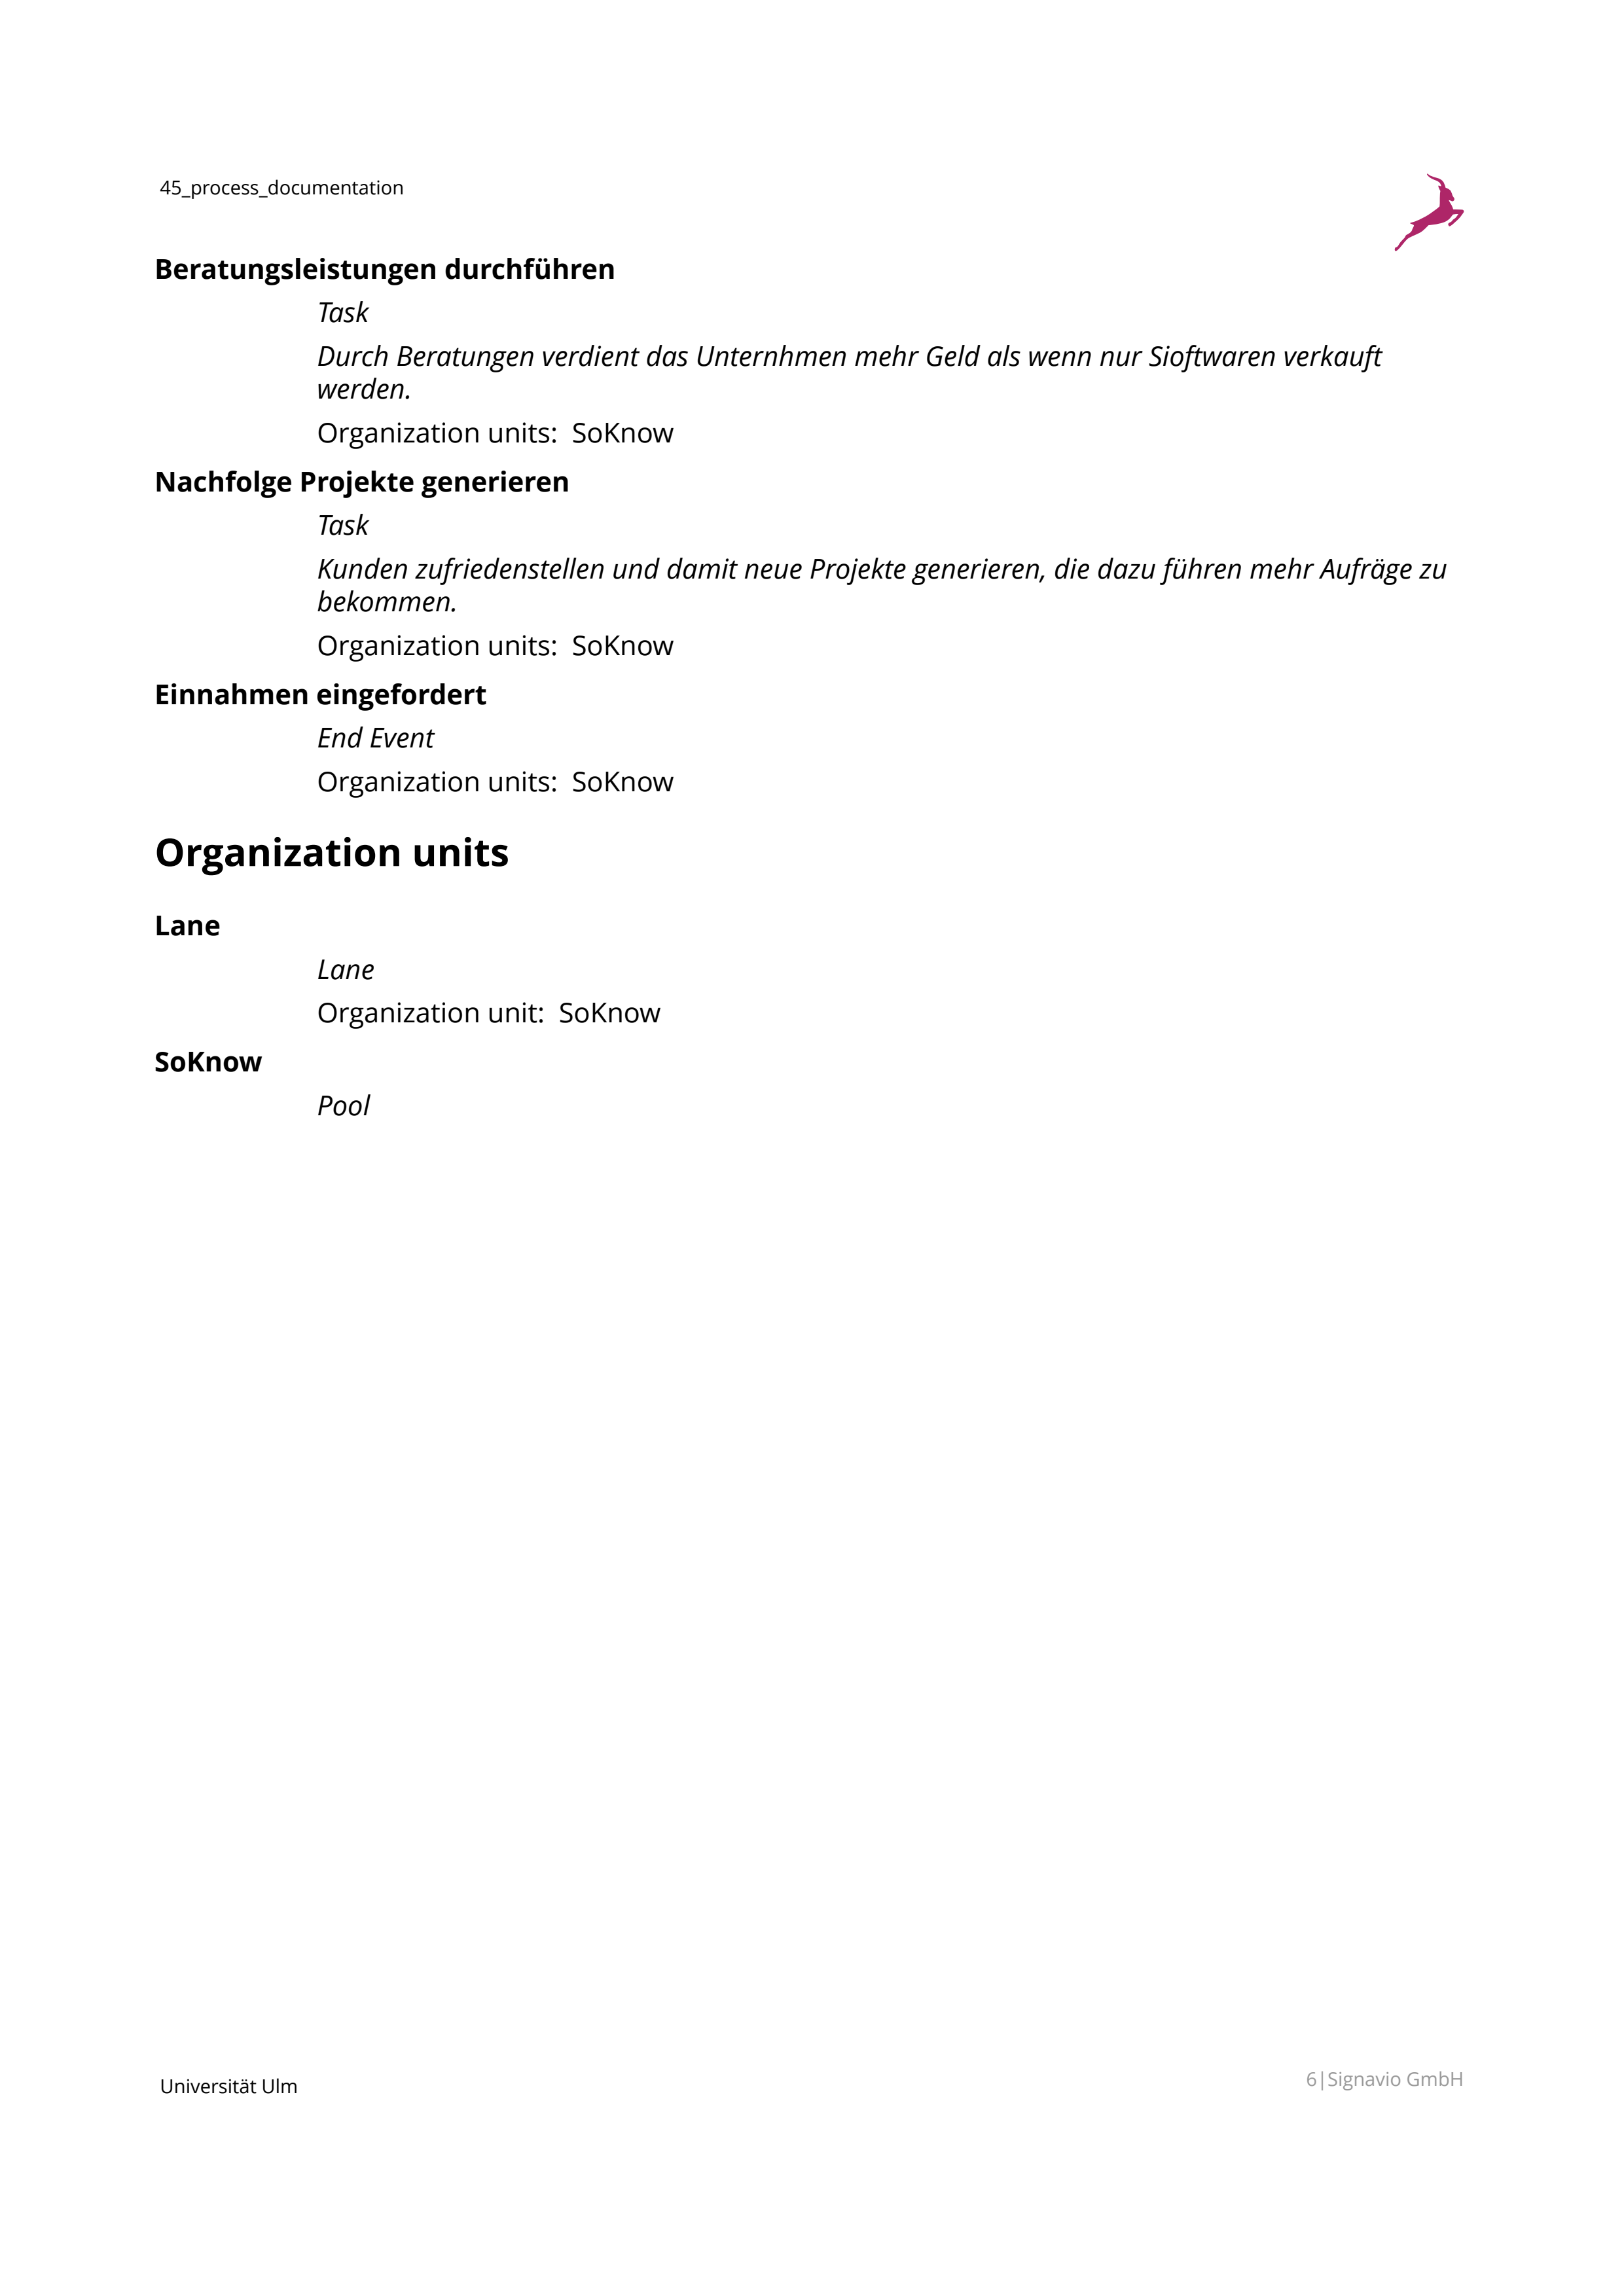 45_process_documentation
Beratungsleistungen durchführen
Task
Durch Beratungen verdient das Unternhmen mehr Geld als wenn nur Sioftwaren verkauft
werden.
Organization units:  SoKnow
Nachfolge Projekte generieren
Task
Kunden zufriedenstellen und damit neue Projekte generieren, die dazu führen mehr Aufräge zu
bekommen.
Organization units:  SoKnow
Einnahmen eingefordert
End Event
Organization units:  SoKnow
Organization units
Lane
Lane
Organization unit:  SoKnow
SoKnow
Pool
Universität Ulm
6|Signavio GmbH